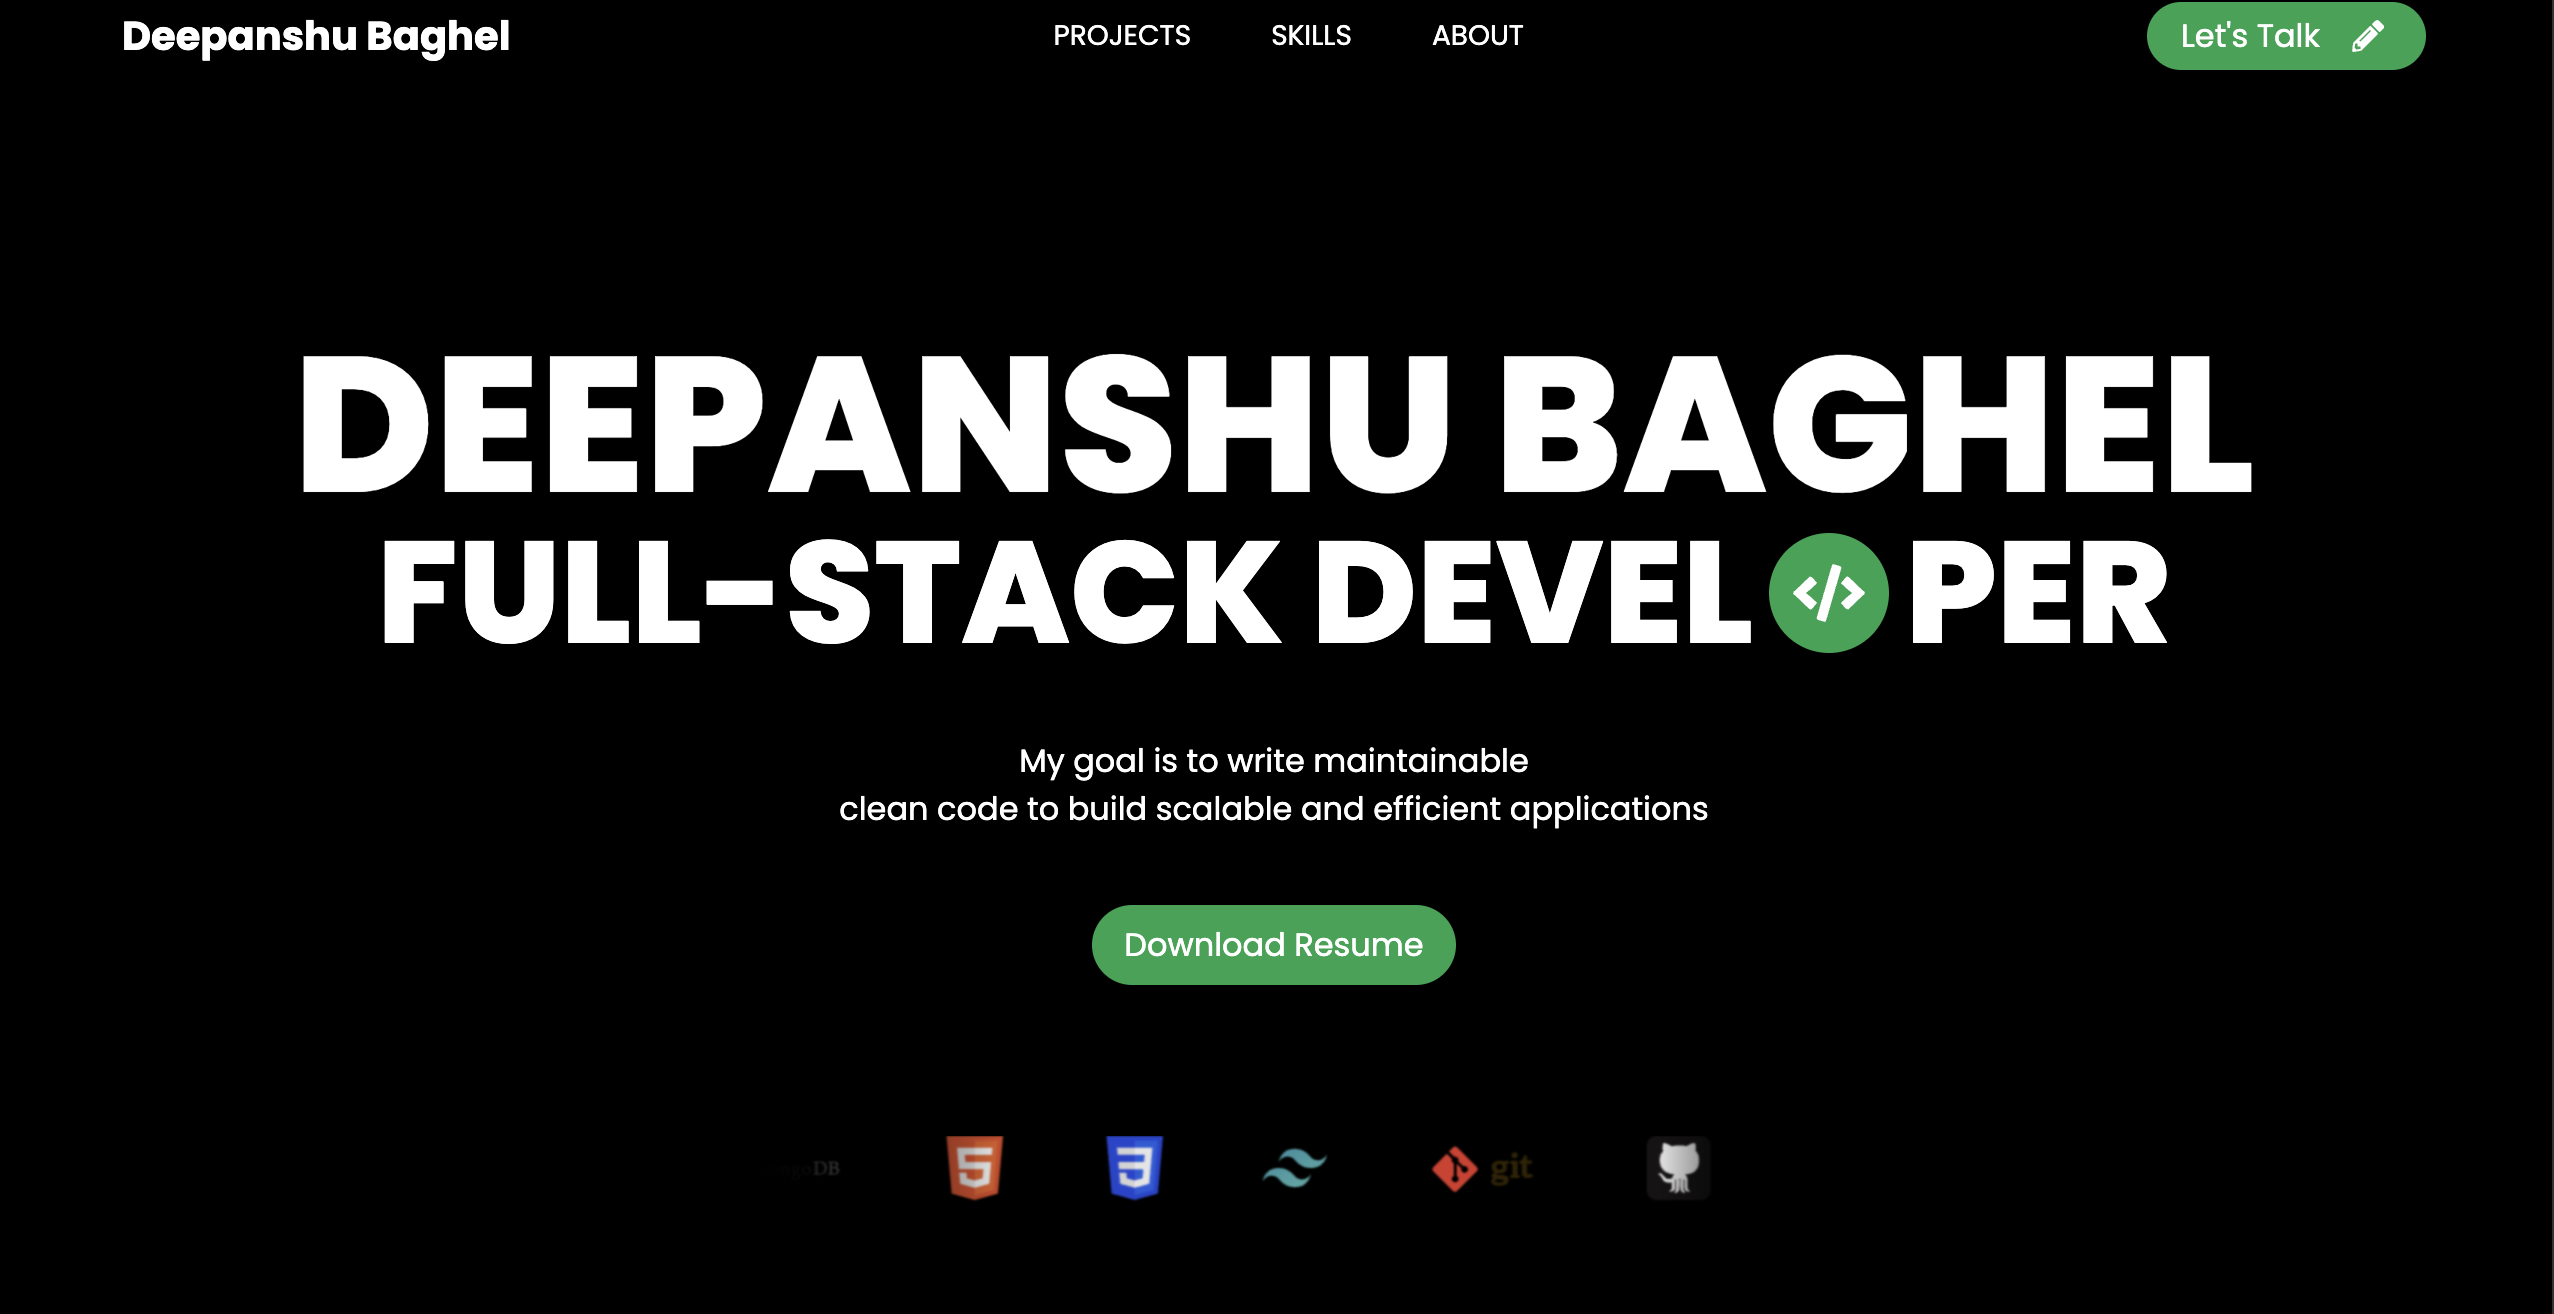 Deepanshu Baghel
PROJECTS
SKILLS
ABOUT
Let's Talk
DEEPANSHU BAGHEL
FULL-STACK DEVEL</>PER
My goal is to write maintainable
clean code to build scalable and efficient applications
Download Resume
DB
5
3
git